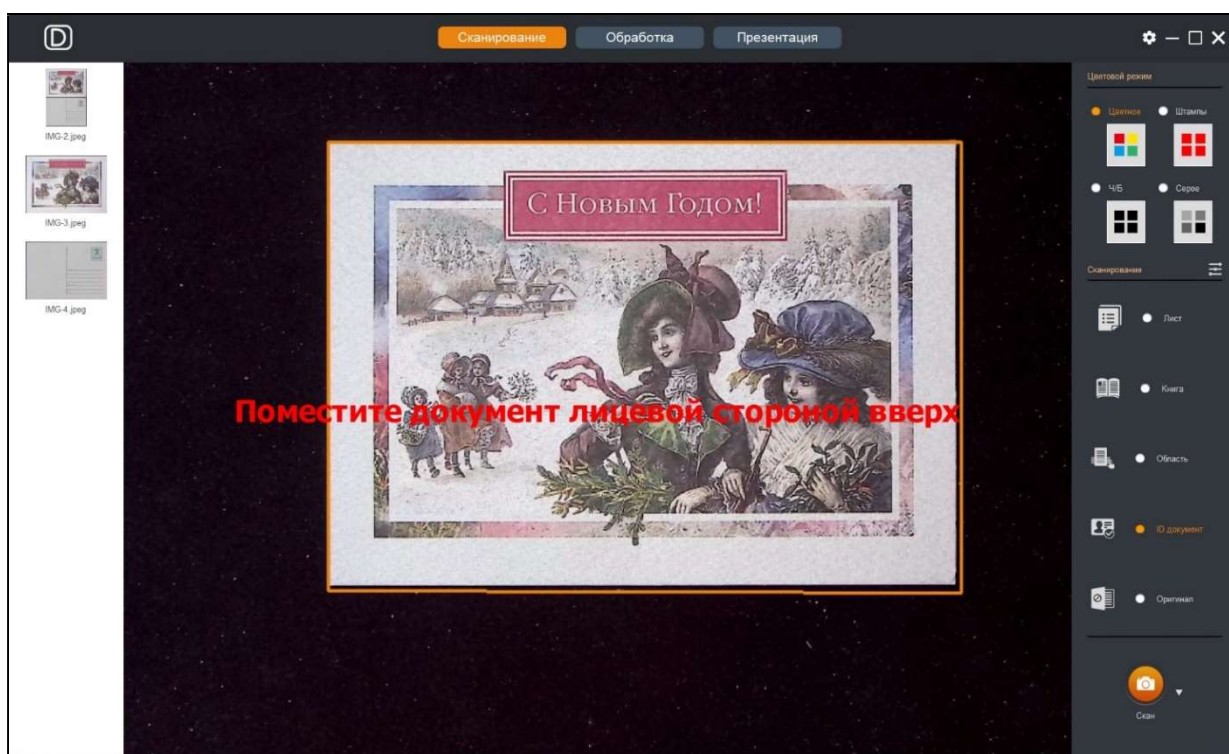 D
Сканирование
Обработка
Презентация
IMG-2.jpeg
IMG-3.jpeg
IMG-4.jpeg
С Новым Годом!
Поместите документ лицевой стороной вверх
Цветовой режим
Цветное
Штампы
Ч/Б
Серое
Сканирование
Лист
Книга
Область
ID документ
Оригинал
Скан